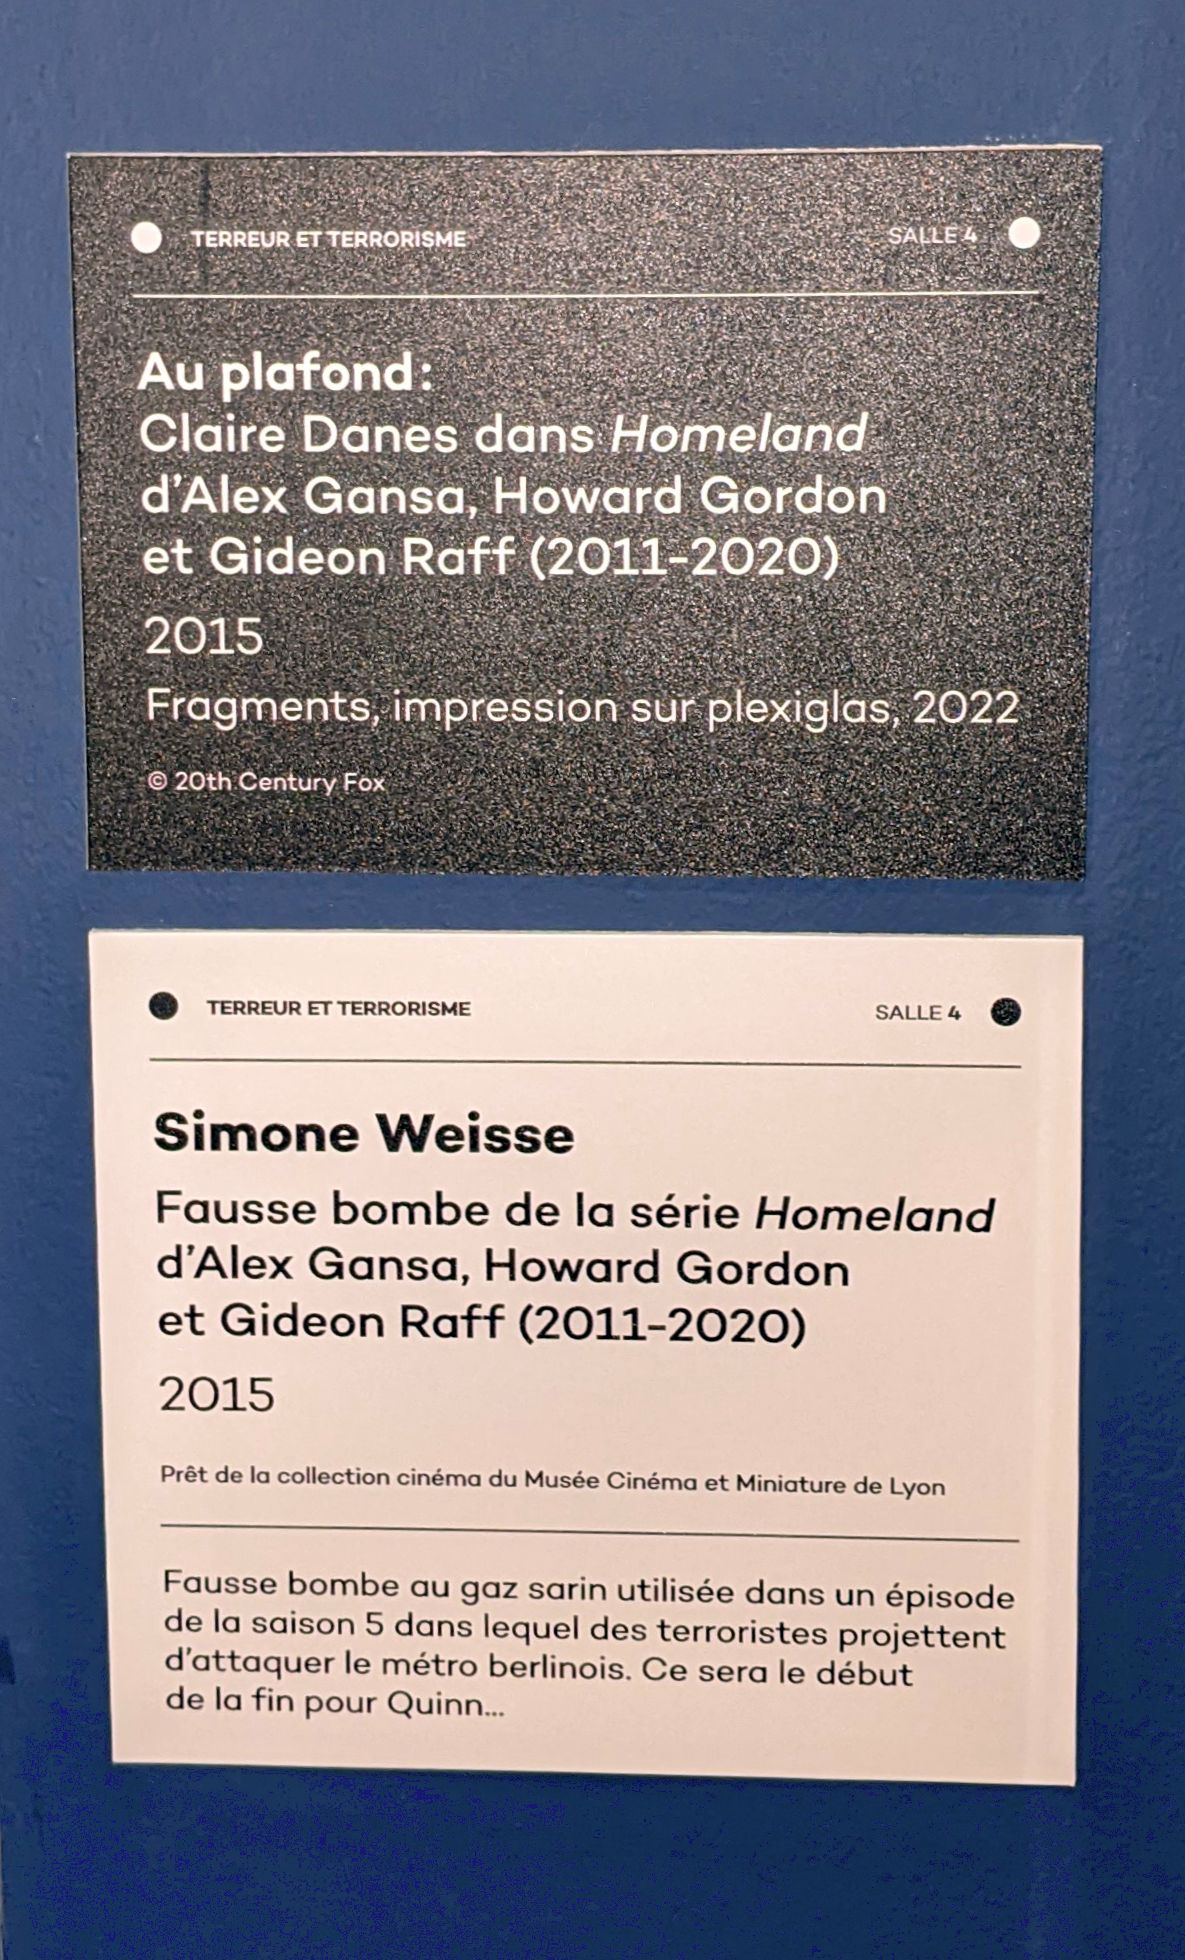 TERREUR ET TERRORISME SALLE 4
Au plafond :
Claire Danes dans Homeland
d'Alex Gansa, Howard Gordon
et Gideon Raff (2011-2020)
2015
Fragments, impression sur plexiglas, 2022
© 20th Century Fox
TERREUR ET TERRORISME SALLE 4
Simone Weisse
Fausse bombe de la série Homeland
d'Alex Gansa, Howard Gordon
et Gideon Raff (2011-2020)
2015
Prêt de la collection cinéma du Musée Cinéma et Miniature de Lyon
Fausse bombe au gaz sarin utilisée dans un épisode
de la saison 5 dans lequel des terroristes projettent
d'attaquer le métro berlinois. Ce sera le début
de la fin pour Quinn...